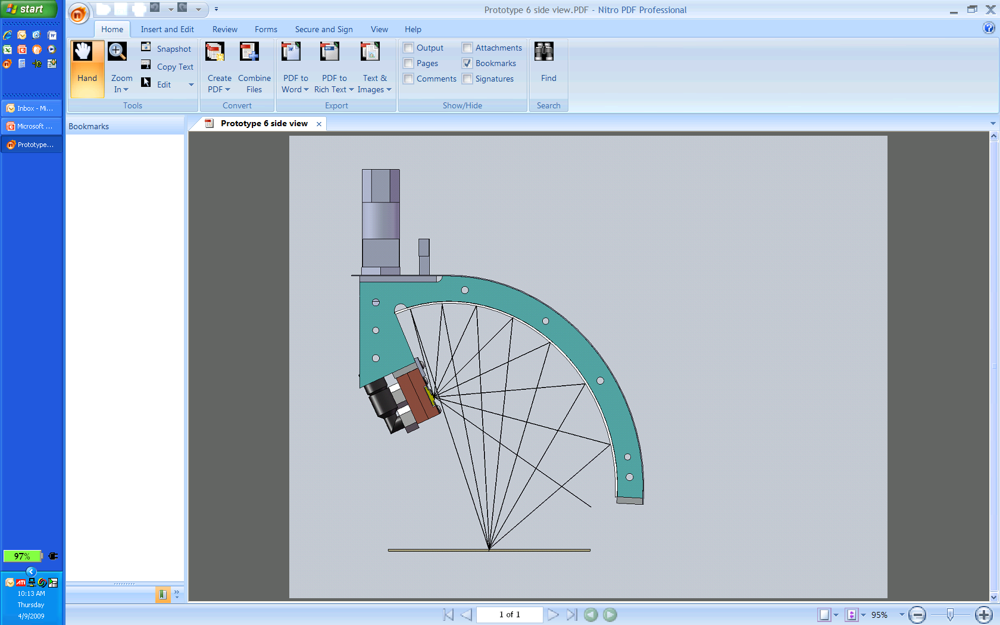 start
Prototype 6 side view.PDF - Nitro PDF Professional
Home
Insert and Edit
Review
Forms
Secure and Sign
View
Help
Hand
Zoom
In
Snapshot
Copy Text
Edit
Tools
Create
PDF
Combine
Files
Convert
PDF to
Word
PDF to
Rich Text
Text &
Images
Export
Output
Pages
Comments
Attachments
Bookmarks
Signatures
Show/Hide
Find
Search
Inbox - Mi...
Microsoft ...
Prototype...
Bookmarks
Prototype 6 side view
97%
ATI
10:13 AM
Thursday
4/9/2009
1 of 1
95%